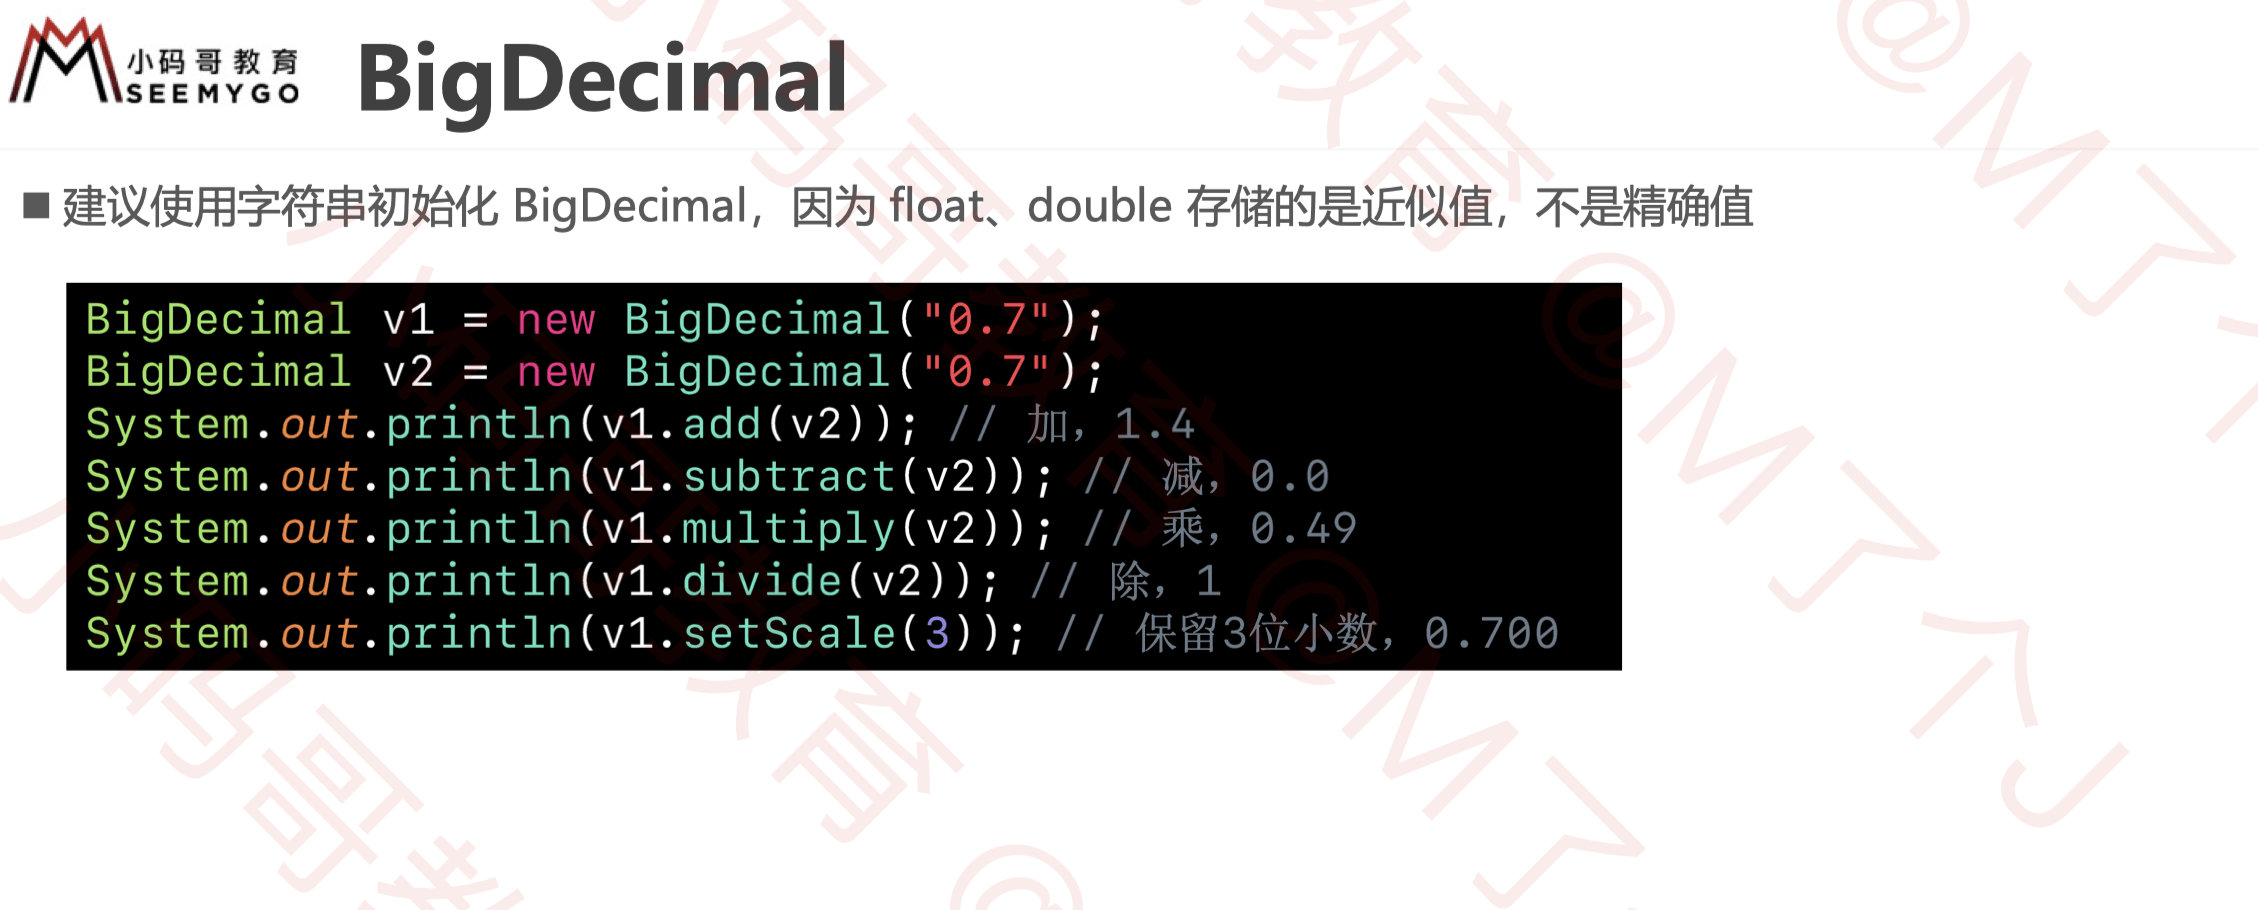 小码哥教育
SEEMYGO
BigDecimal
建议使用字符串初始化 BigDecimal，因为 float、double 存储的是近似值，不是精确值
BigDecimal v1 = new BigDecimal("0.7");
BigDecimal v2 = new BigDecimal("0.7");
System.out.println(v1.add(v2)); // 加，1.4
System.out.println(v1.subtract(v2)); // 减，0.0
System.out.println(v1.multiply(v2)); // 乘，0.49
System.out.println(v1.divide(v2)); // 除，1
System.out.println(v1.setScale(3)); // 保留3位小数，0.700
小码哥教育 @M了个J